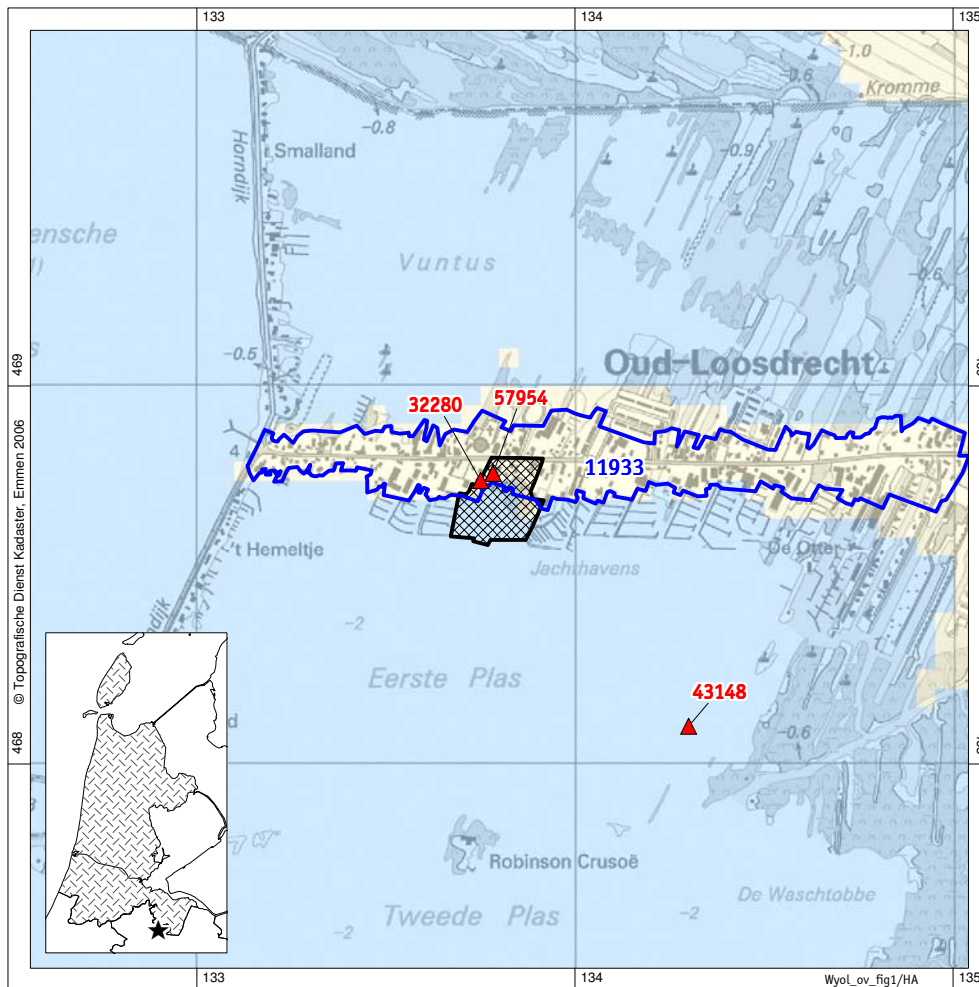 133
134
135
-1.0
Kromme
-0.6
-0.8
-0.9
Smalland
Horndijk
ensche
Vuntus
-0.6
-0.5
Oud-Loosdrecht
469
32280
57954
11933
4
't Hemeltje
De Otter
Jachthavens
-2
Eerste Plas
43148
-0.6
468
Robinson Crusoë
De Waschtobbe
Tweede Plas
-2
-2
© Topografische Dienst Kadaster, Emmen 2006
133
134
135
Wyol_ov_fig1/HA